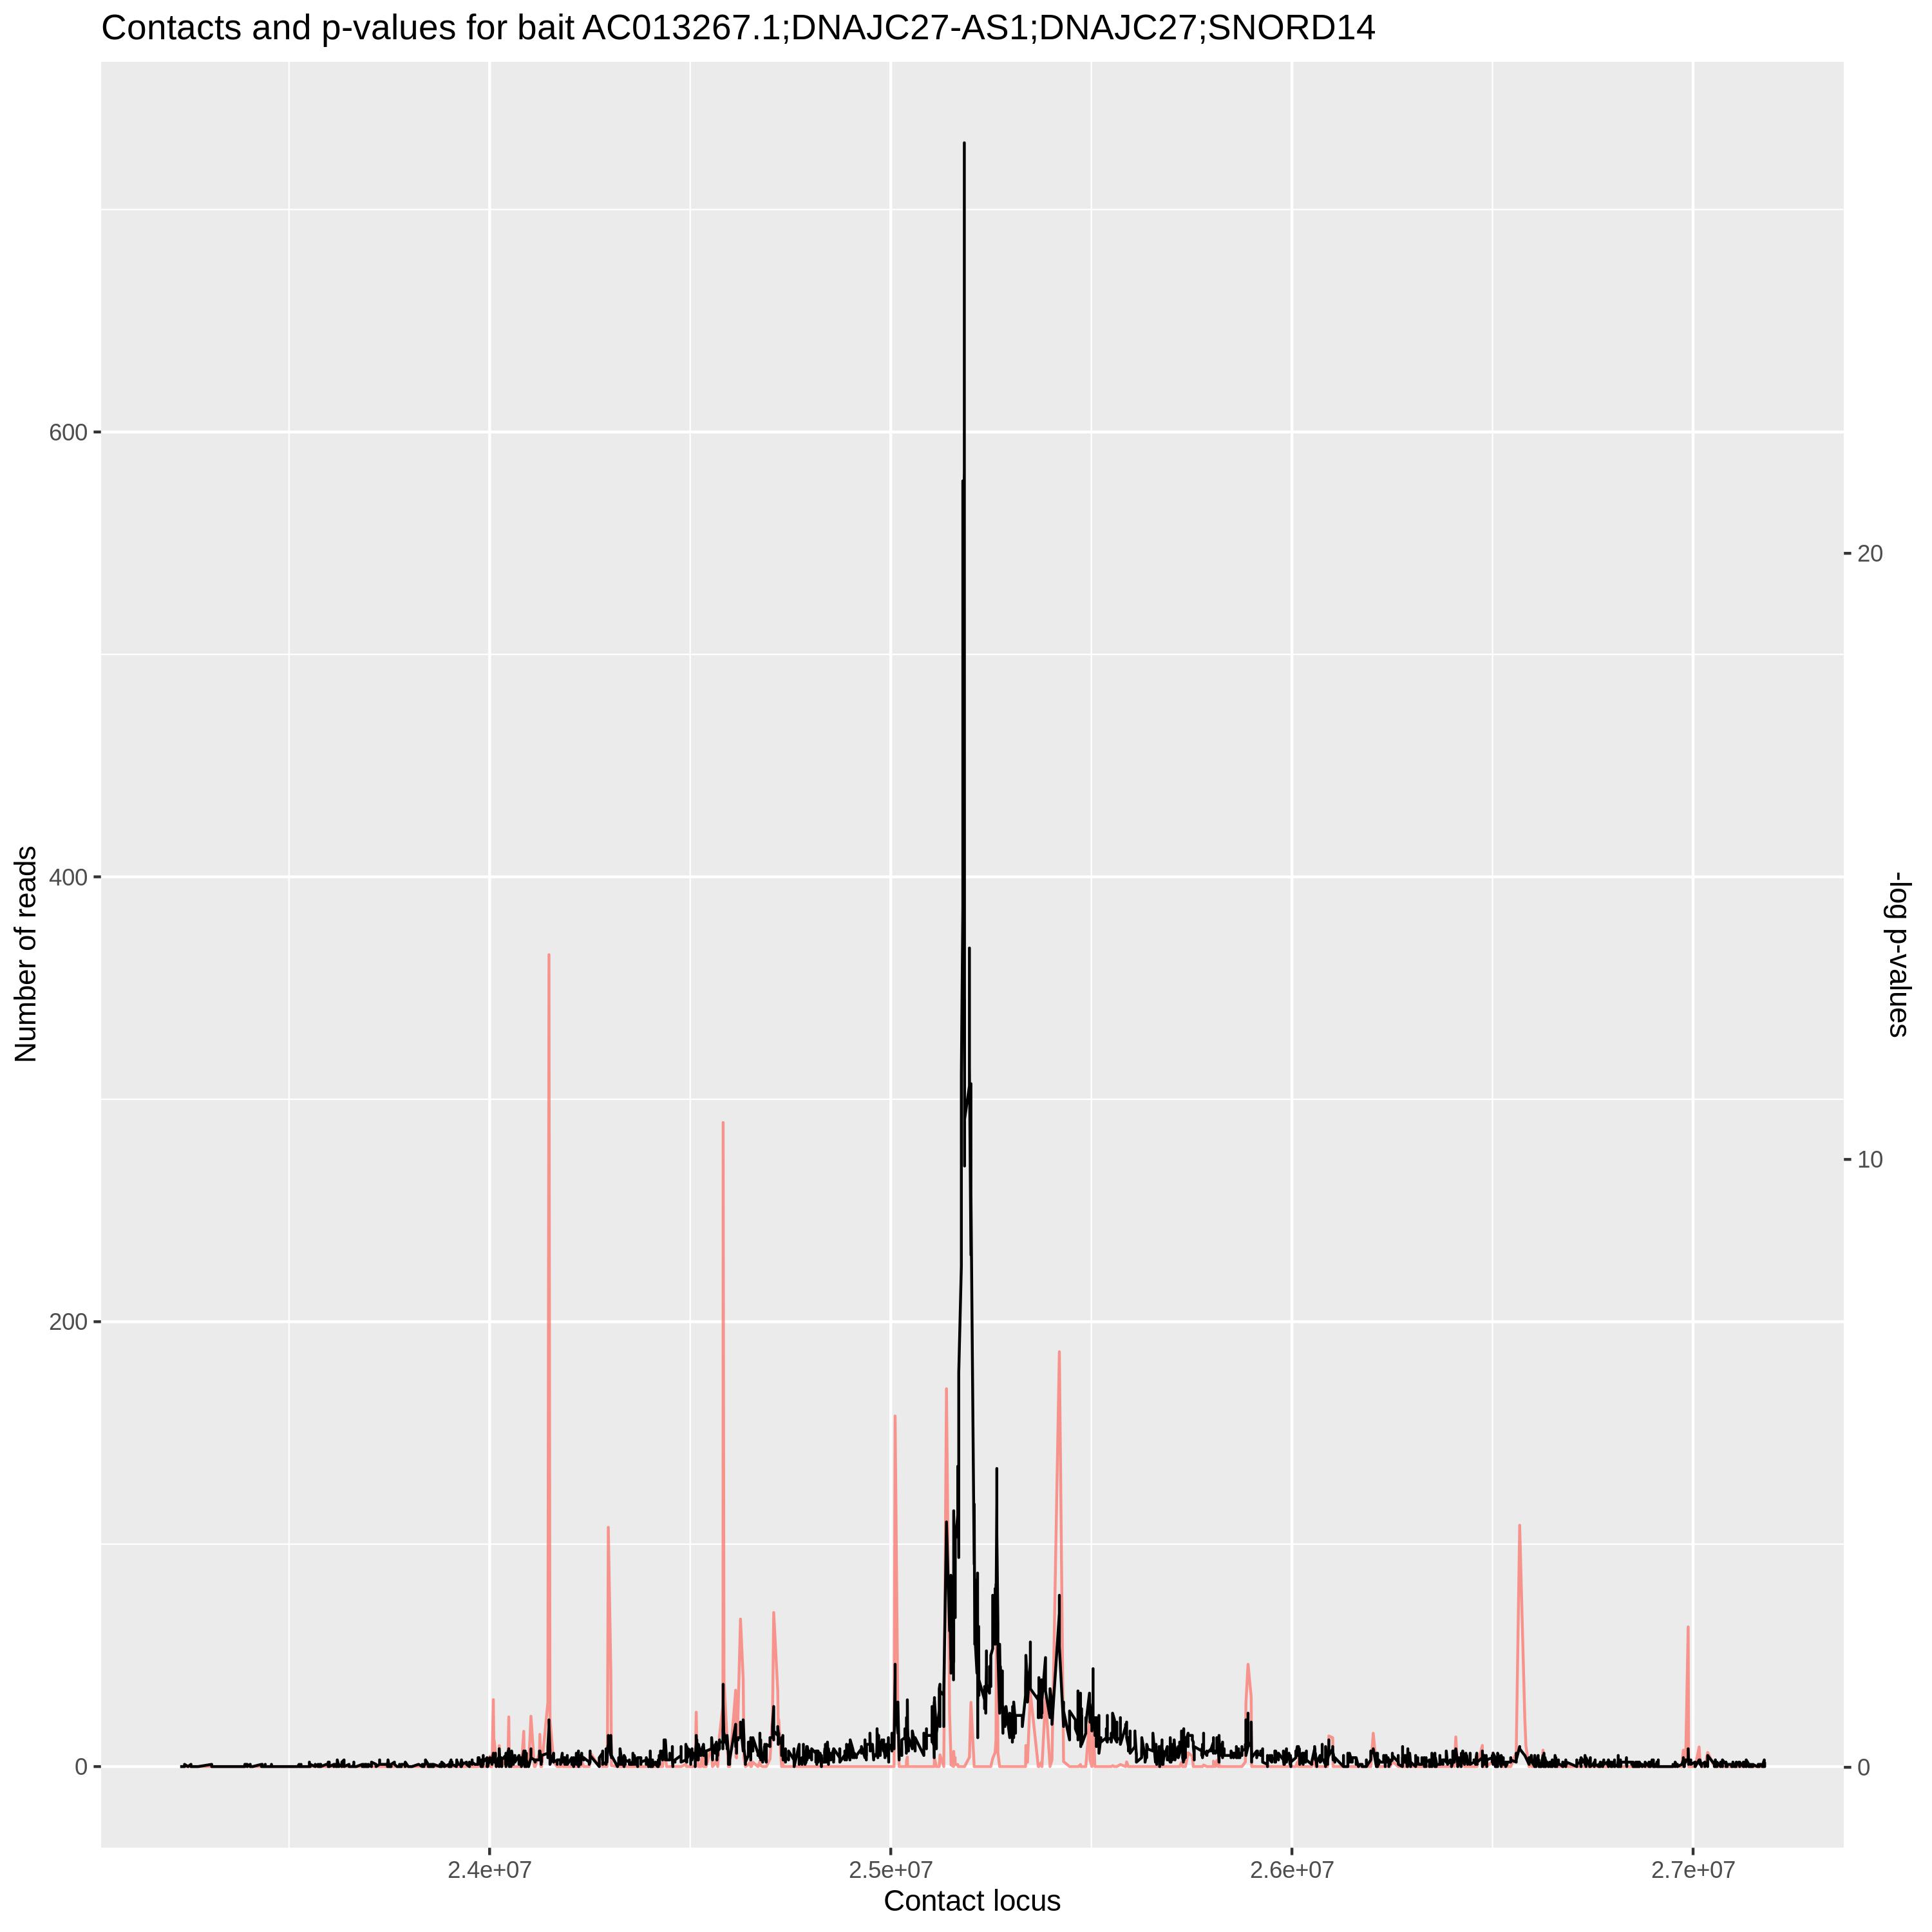 Contacts and p-values for bait AC013267.1;DNAJC27-AS1;DNAJC27;SNORD14
600
400
200
0
Number of reads
20
10
0
-log p-values
2.4e+07
2.5e+07
2.6e+07
2.7e+07
Contact locus